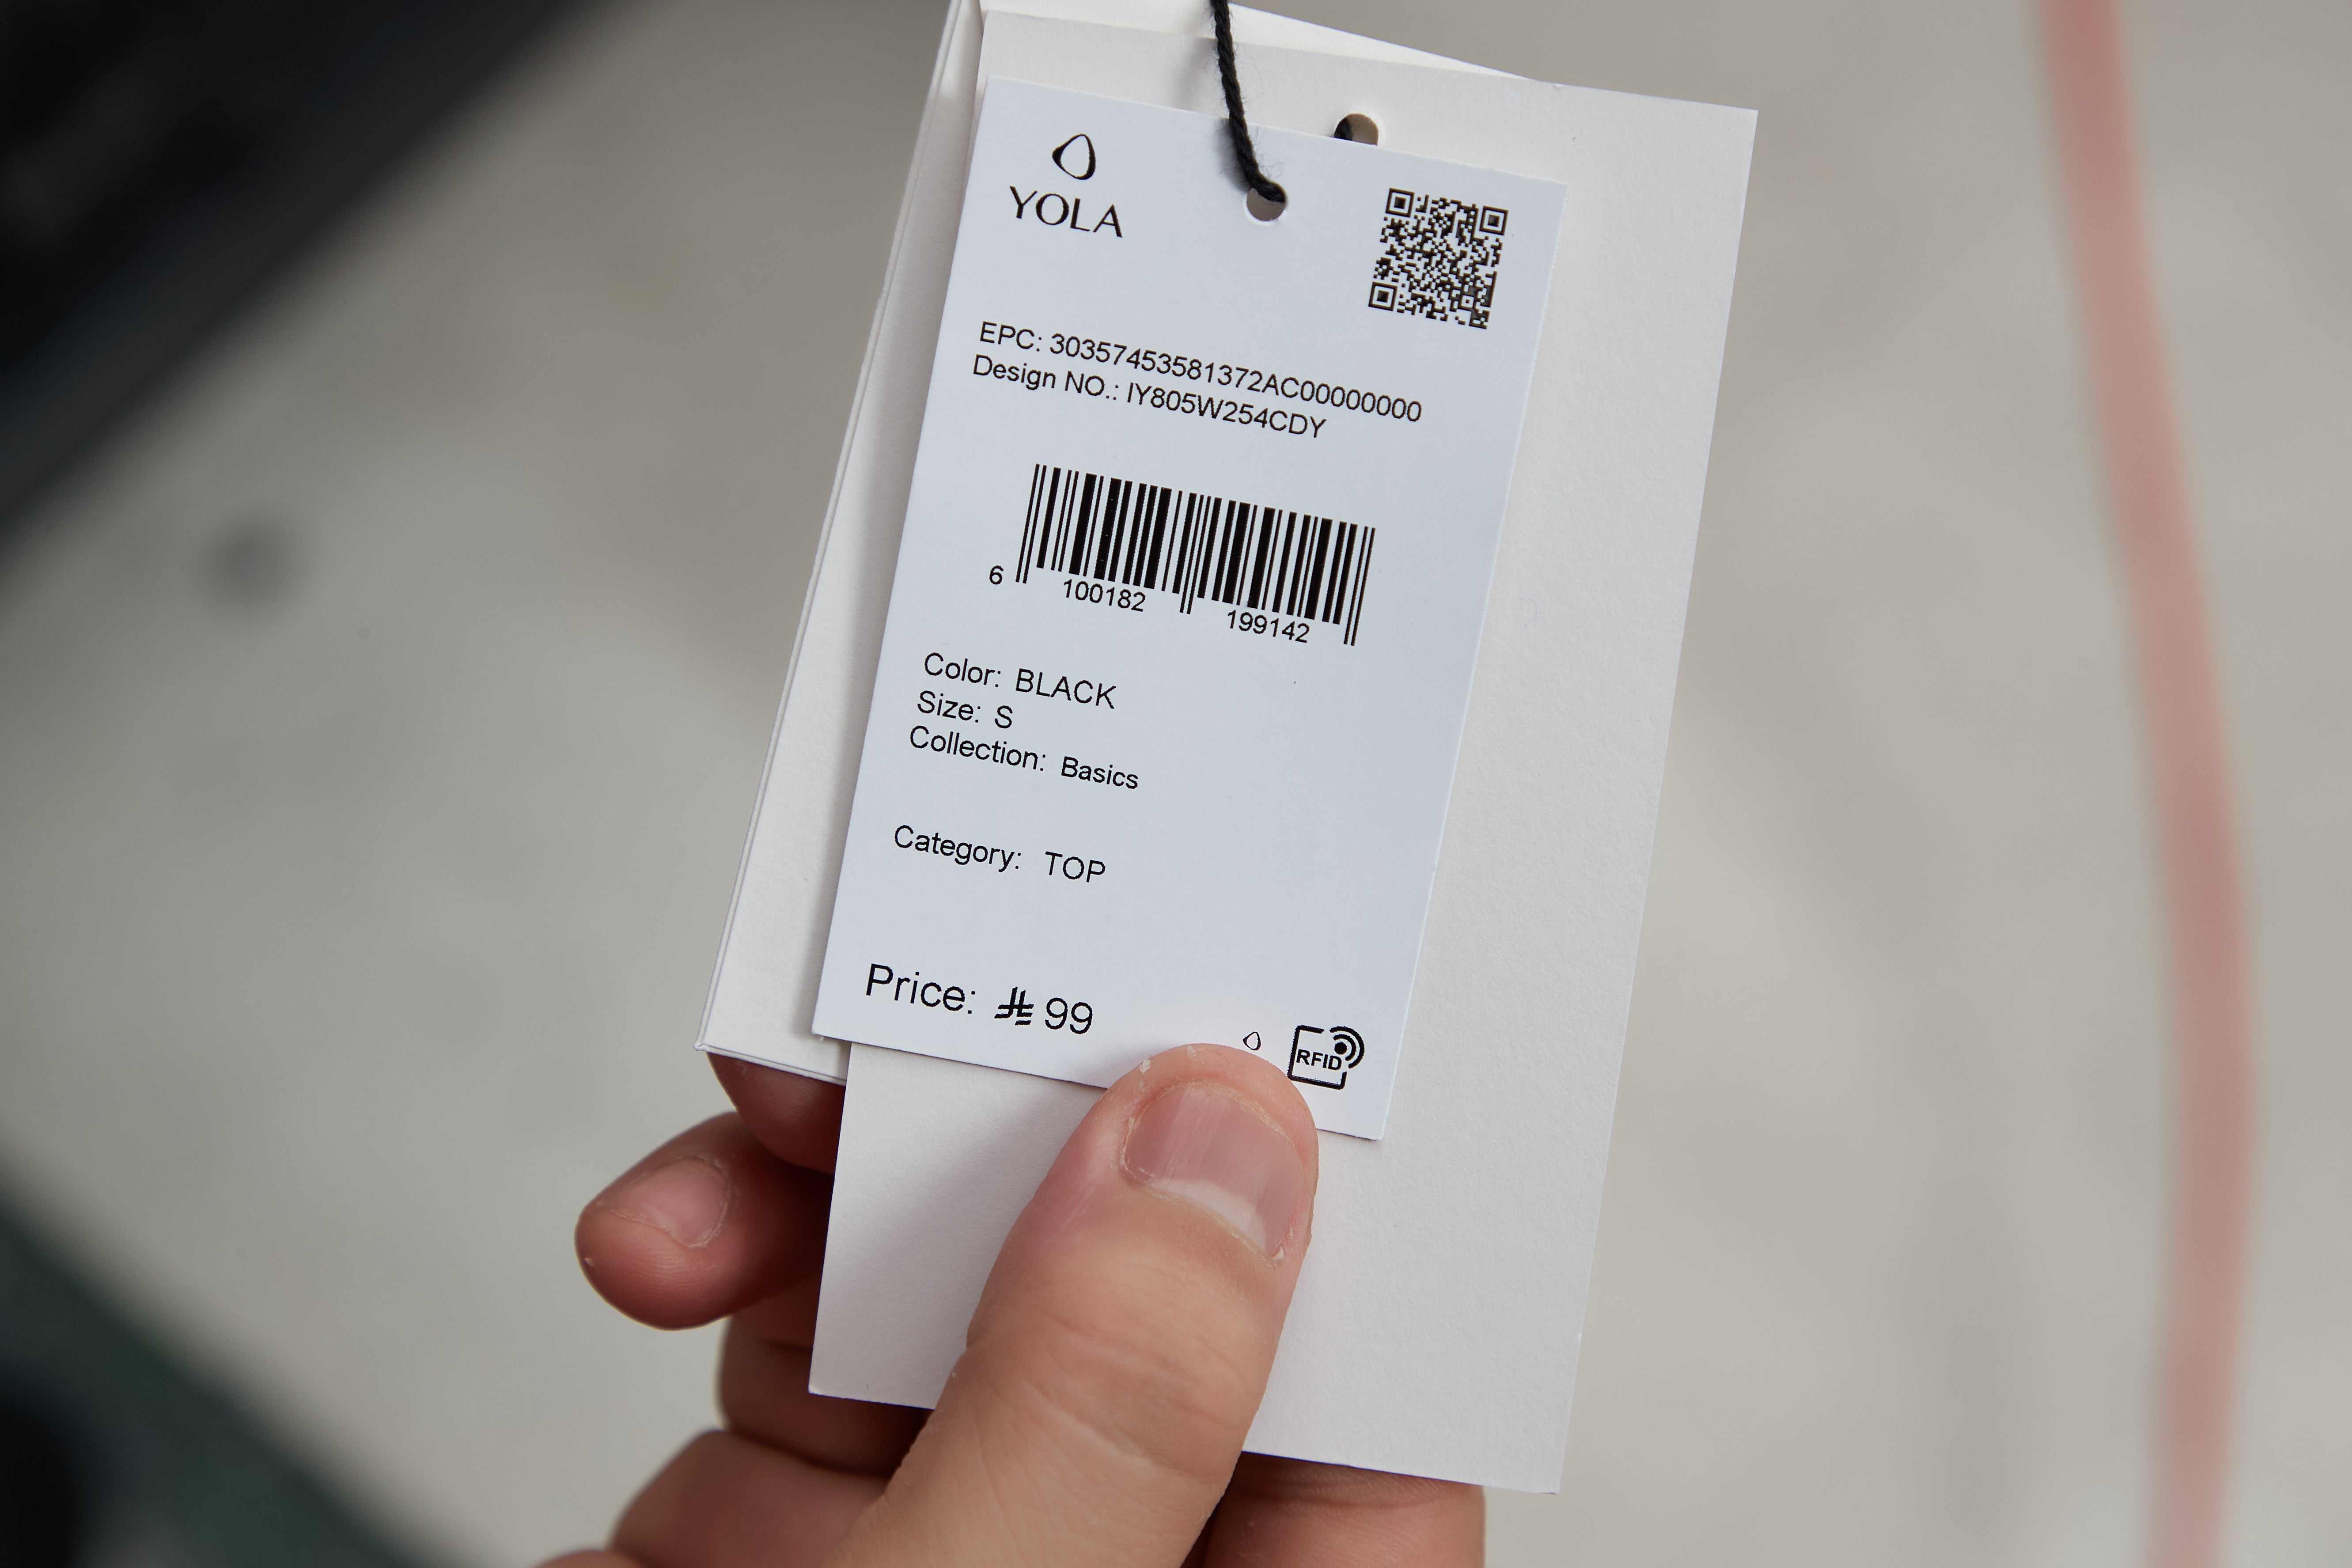 YOLA
EPC: 30357453581372AC00000000
Design NO.: IY805W254CDY
6 100182 199142
Color: BLACK
Size: S
Collection: Basics
Category: TOP
Price: ⃁ 99
RFID